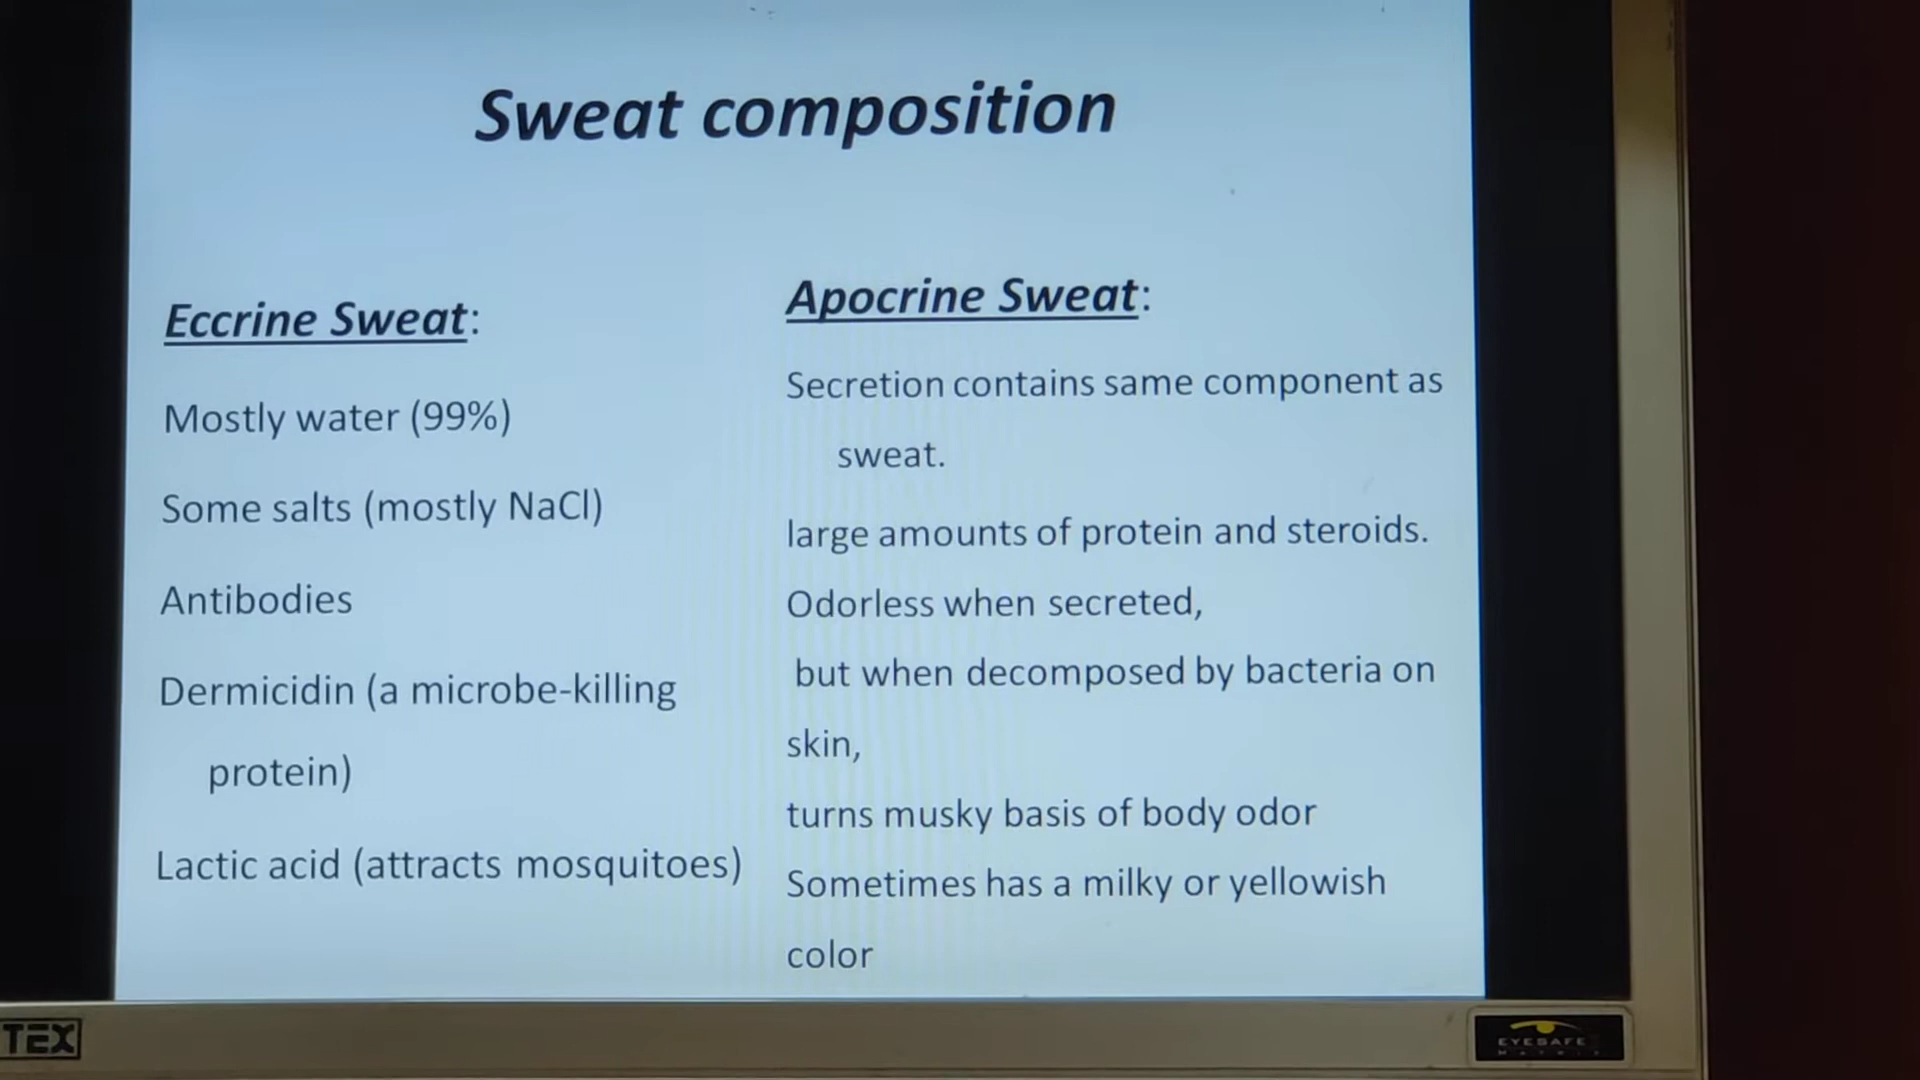 Sweat composition
Eccrine Sweat:
Mostly water (99%)
Some salts (mostly NaCl)
Antibodies
Dermicidin (a microbe-killing
protein)
Lactic acid (attracts mosquitoes)
Apocrine Sweat:
Secretion contains same component as
sweat.
large amounts of protein and steroids.
Odorless when secreted,
but when decomposed by bacteria on
skin,
turns musky basis of body odor
Sometimes has a milky or yellowish
color
TEX
EYESAFE